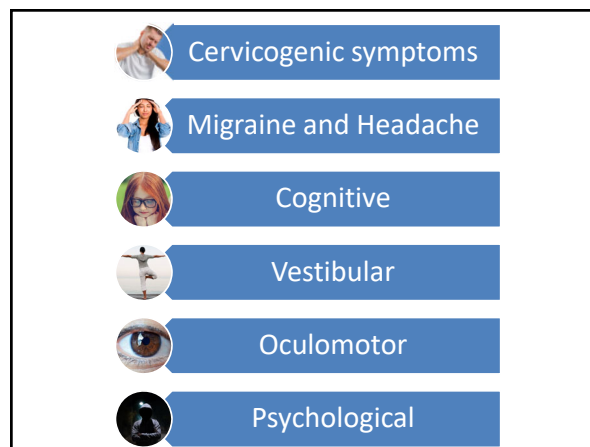 Cervicogenic symptoms
Migraine and Headache
Cognitive
Vestibular
Oculomotor
Psychological